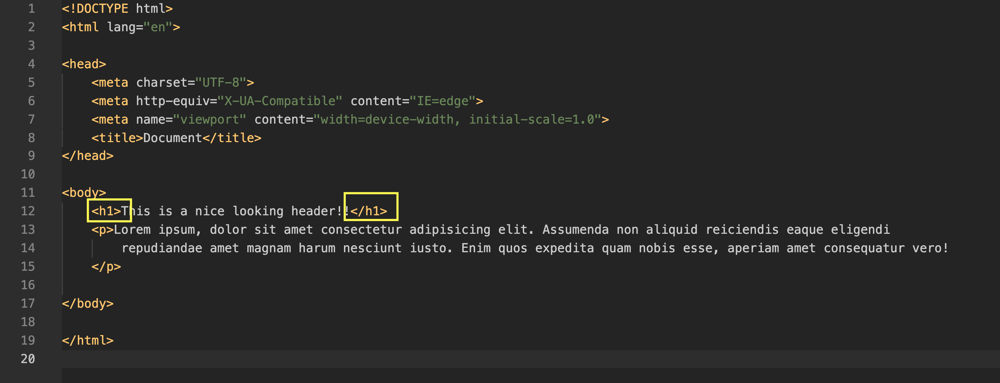 1 <!DOCTYPE html>
2 <html lang="en">
3
4 <head>
5 <meta charset="UTF-8">
6 <meta http-equiv="X-UA-Compatible" content="IE=edge">
7 <meta name="viewport" content="width=device-width, initial-scale=1.0">
8 <title>Document</title>
9 </head>
10
11 <body>
12 <h1>This is a nice looking header!!</h1>
13 <p>Lorem ipsum, dolor sit amet consectetur adipisicing elit. Assumenda non aliquid reiciendis eaque eligendi
14 repudiandae amet magnam harum nesciunt iusto. Enim quos expedita quam nobis esse, aperiam amet consequatur vero!
15 </p>
16
17 </body>
18
19 </html>
20